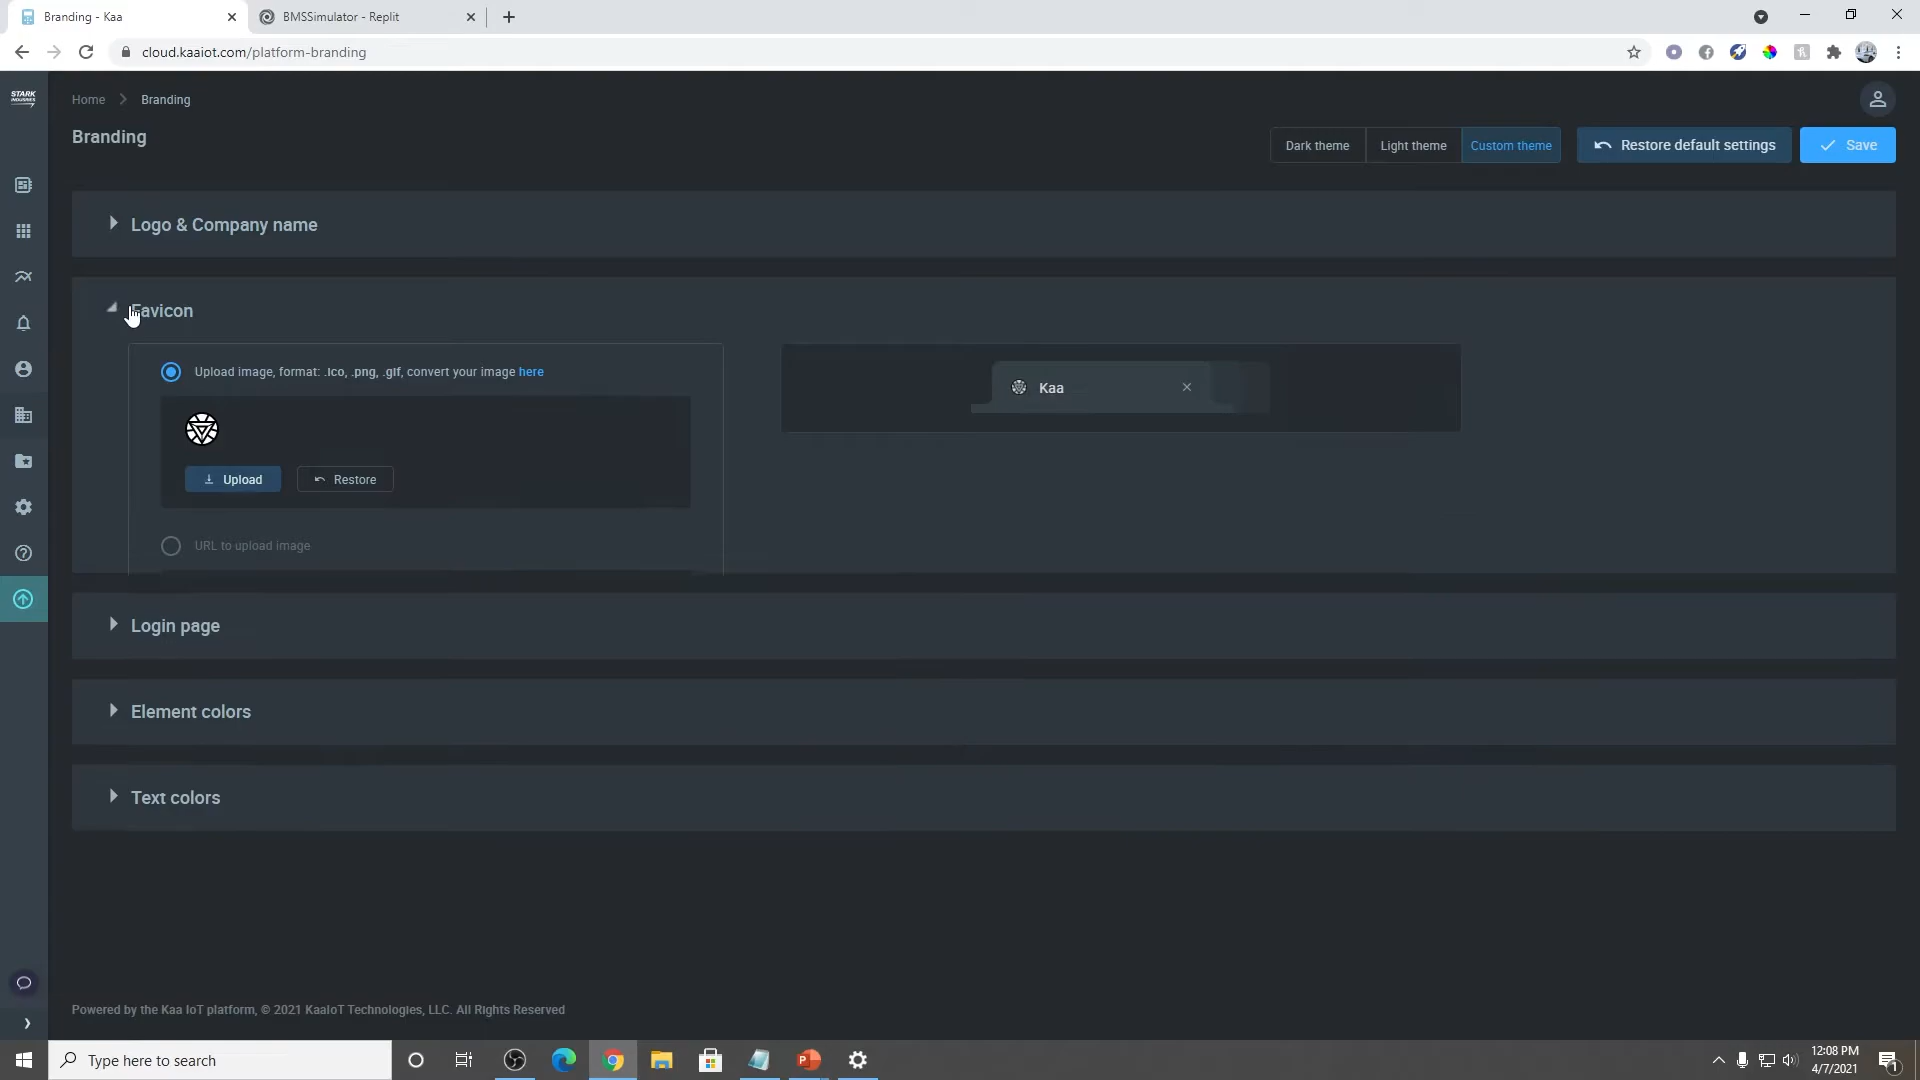 Branding - Kaa
BMSSimulator - Replit
cloud.kaaiot.com/platform-branding
STARK
INDUSTRIES
Home
Branding
Branding
Dark theme
Light theme
Custom theme
Restore default settings
Save
Logo & Company name
Favicon
Upload image, format: .ico, .png, .gif, convert your image here
Kaa
Upload
Restore
URL to upload image
Login page
Element colors
Text colors
Powered by the Kaa IoT platform, © 2021 KaaIoT Technologies, LLC. All Rights Reserved
Type here to search
12:08 PM
4/7/2021
1